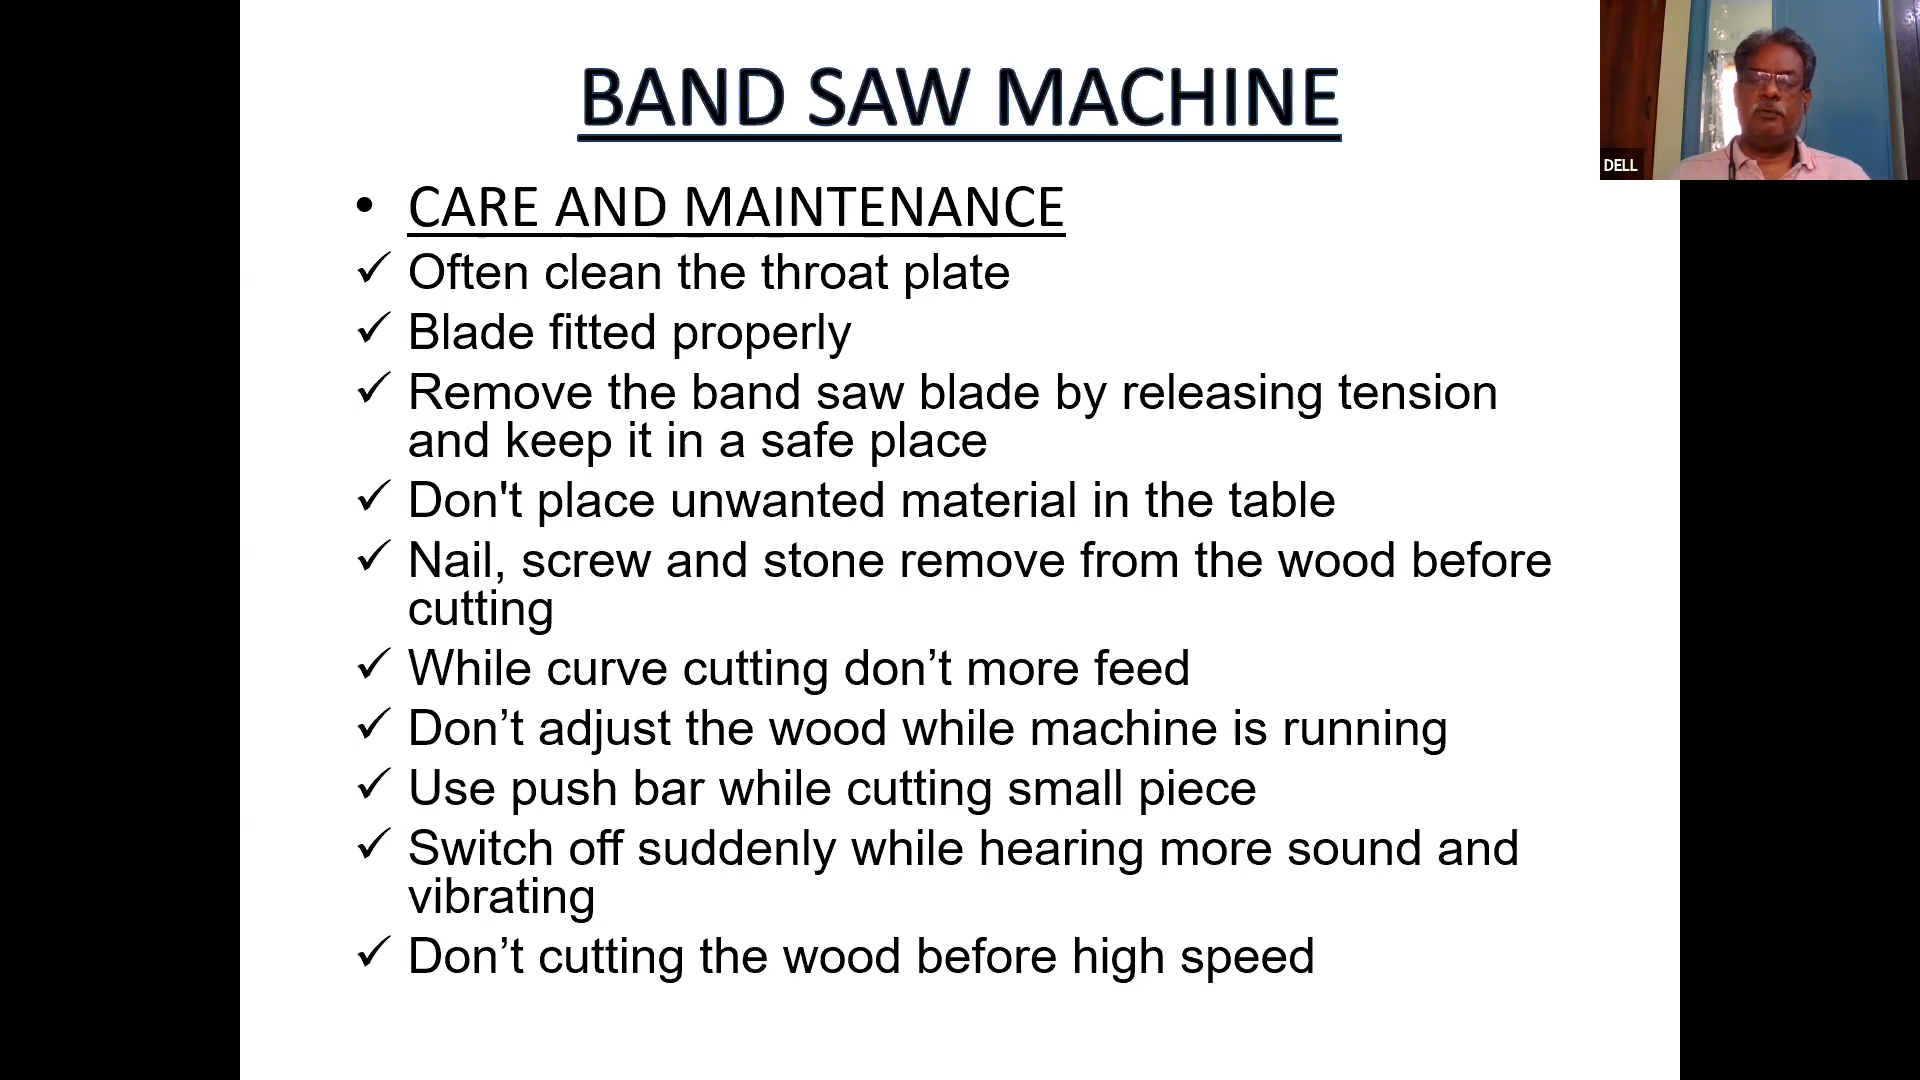 BAND SAW MACHINE
DELL
• CARE AND MAINTENANCE
✓ Often clean the throat plate
✓ Blade fitted properly
✓ Remove the band saw blade by releasing tension
and keep it in a safe place
✓ Don't place unwanted material in the table
✓ Nail, screw and stone remove from the wood before
cutting
✓ While curve cutting don’t more feed
✓ Don’t adjust the wood while machine is running
✓ Use push bar while cutting small piece
✓ Switch off suddenly while hearing more sound and
vibrating
✓ Don’t cutting the wood before high speed